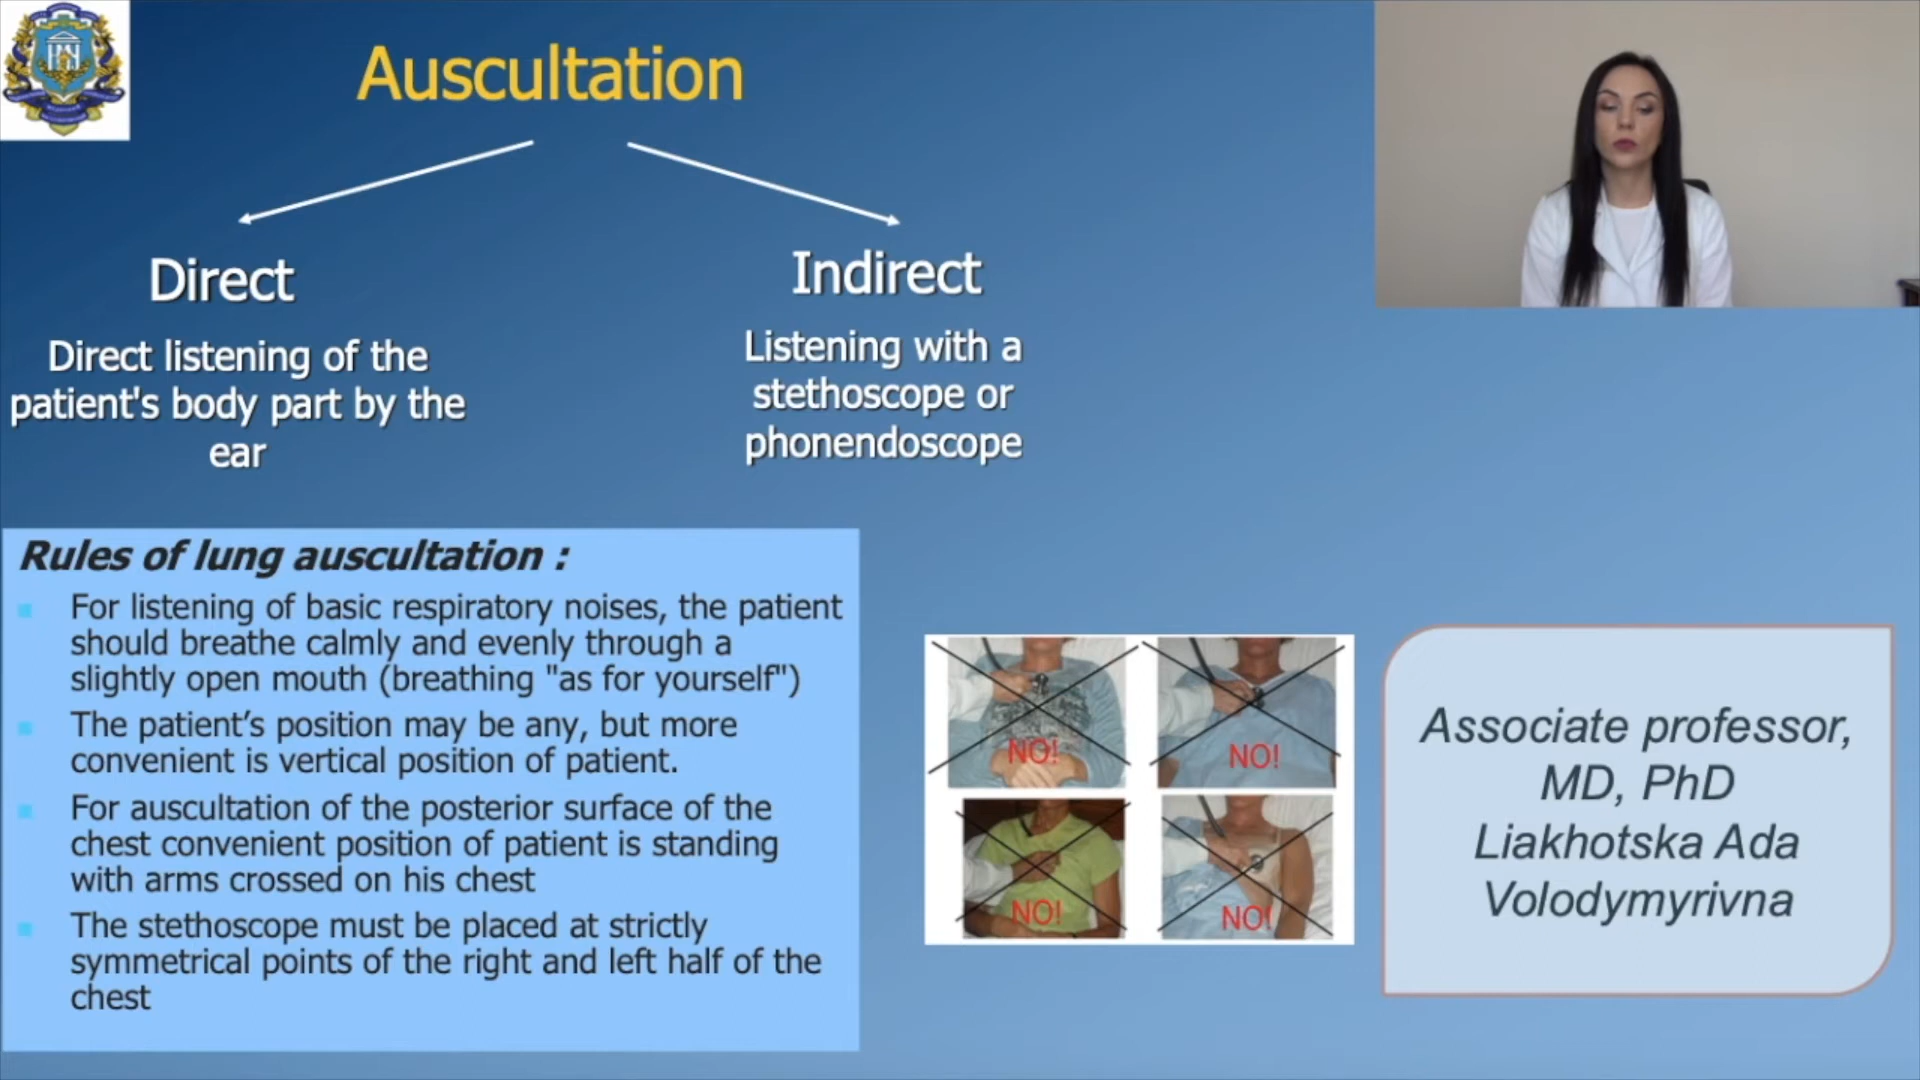 Auscultation
Direct
Direct listening of the
patient's body part by the
ear
Indirect
Listening with a
stethoscope or
phonendoscope
Rules of lung auscultation :
For listening of basic respiratory noises, the patient
should breathe calmly and evenly through a
slightly open mouth (breathing "as for yourself")
The patient’s position may be any, but more
convenient is vertical position of patient.
For auscultation of the posterior surface of the
chest convenient position of patient is standing
with arms crossed on his chest
The stethoscope must be placed at strictly
symmetrical points of the right and left half of the
chest
NO!
NO!
NO!
NO!
Associate professor,
MD, PhD
Liakhotska Ada
Volodymyrivna